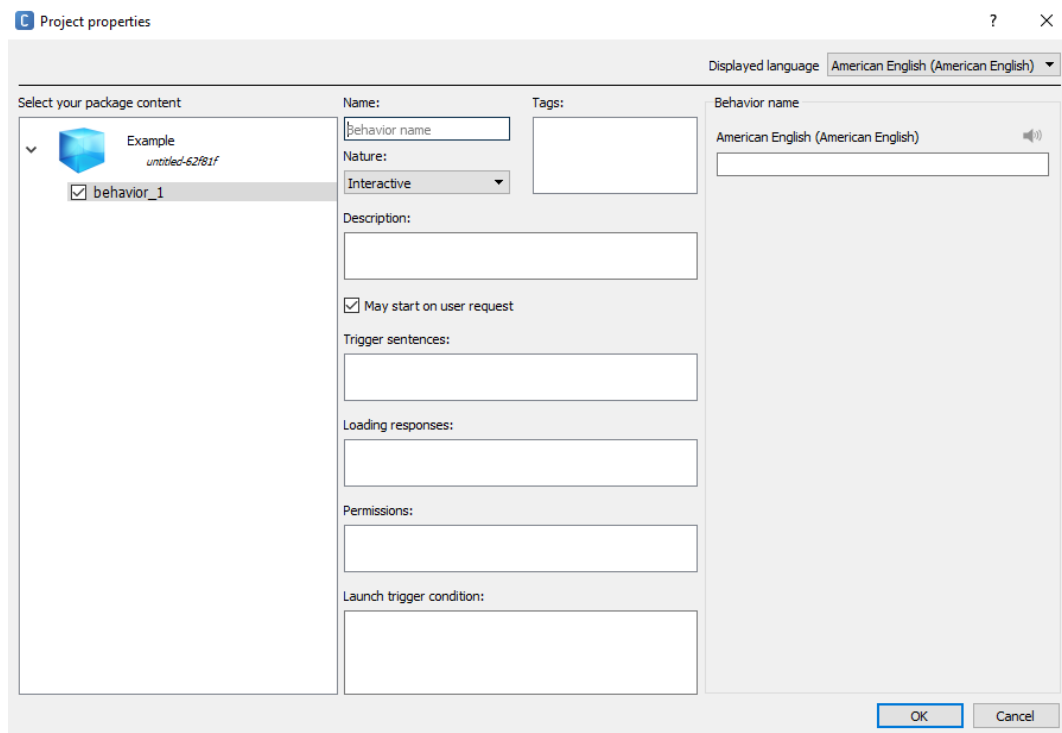 C Project properties ? ×
Displayed language American English (American English)
Select your package content
Example
untitled-62f81f
behavior_1
Name:
Behavior name
Tags:
Nature:
Interactive
Description:
May start on user request
Trigger sentences:
Loading responses:
Permissions:
Launch trigger condition:
Behavior name
American English (American English)
OK Cancel